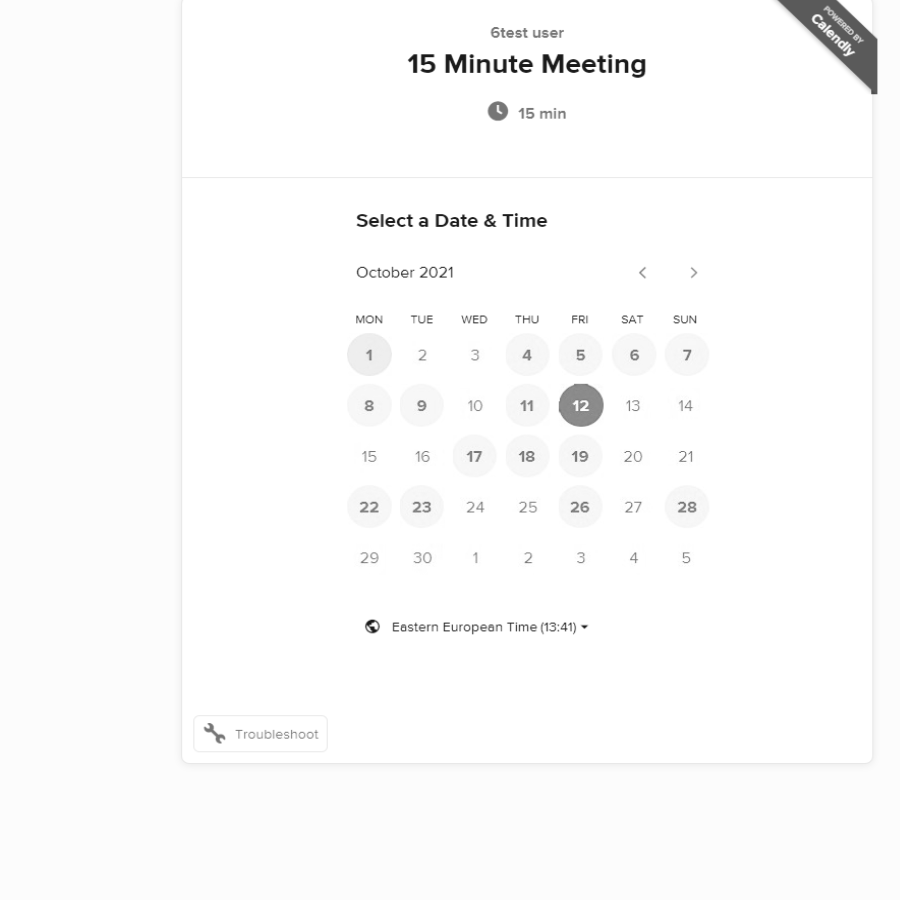 POWERED BY
Calendly
6test user
15 Minute Meeting
15 min
Select a Date & Time
October 2021
MON TUE WED THU FRI SAT SUN
1 2 3 4 5 6 7
8 9 10 11 12 13 14
15 16 17 18 19 20 21
22 23 24 25 26 27 28
29 30 1 2 3 4 5
Eastern European Time (13:41)
Troubleshoot